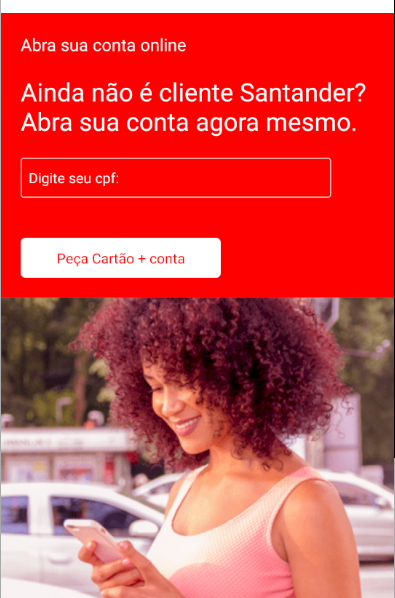 Abra sua conta online
Ainda não é cliente Santander?
Abra sua conta agora mesmo.
Digite seu cpf:
Peça Cartão + conta